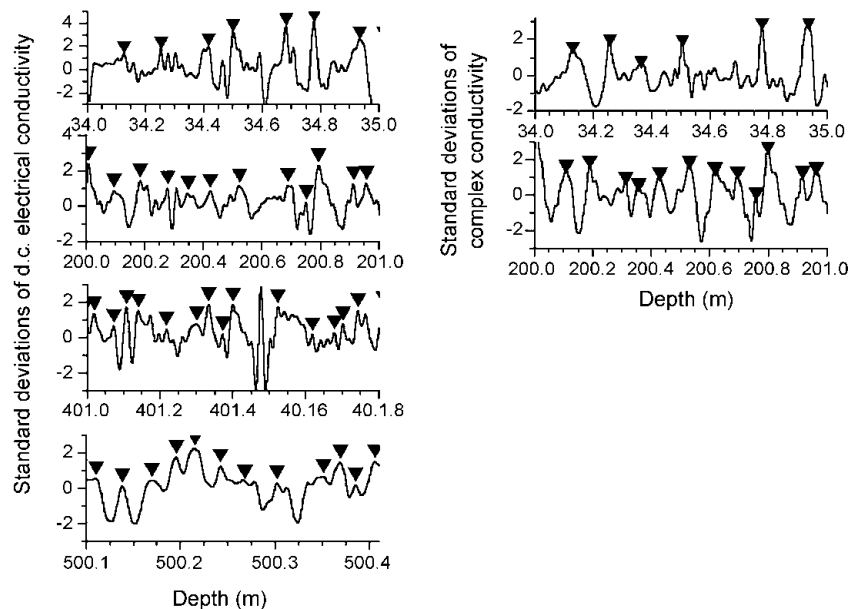 Standard deviations of d.c. electrical conductivity
4
2
0
-2
34.0 34.2 34.4 34.6 34.8 35.0
4
2
0
-2
200.0 200.2 200.4 200.6 200.8 201.0
2
0
-2
401.0 401.2 401.4 40.16 40.1.8
2
0
-2
500.1 500.2 500.3 500.4
Depth (m)
Standard deviations of
complex conductivity
2
0
-2
34.0 34.2 34.4 34.6 34.8 35.0
2
0
-2
200.0 200.2 200.4 200.6 200.8 201.0
Depth (m)